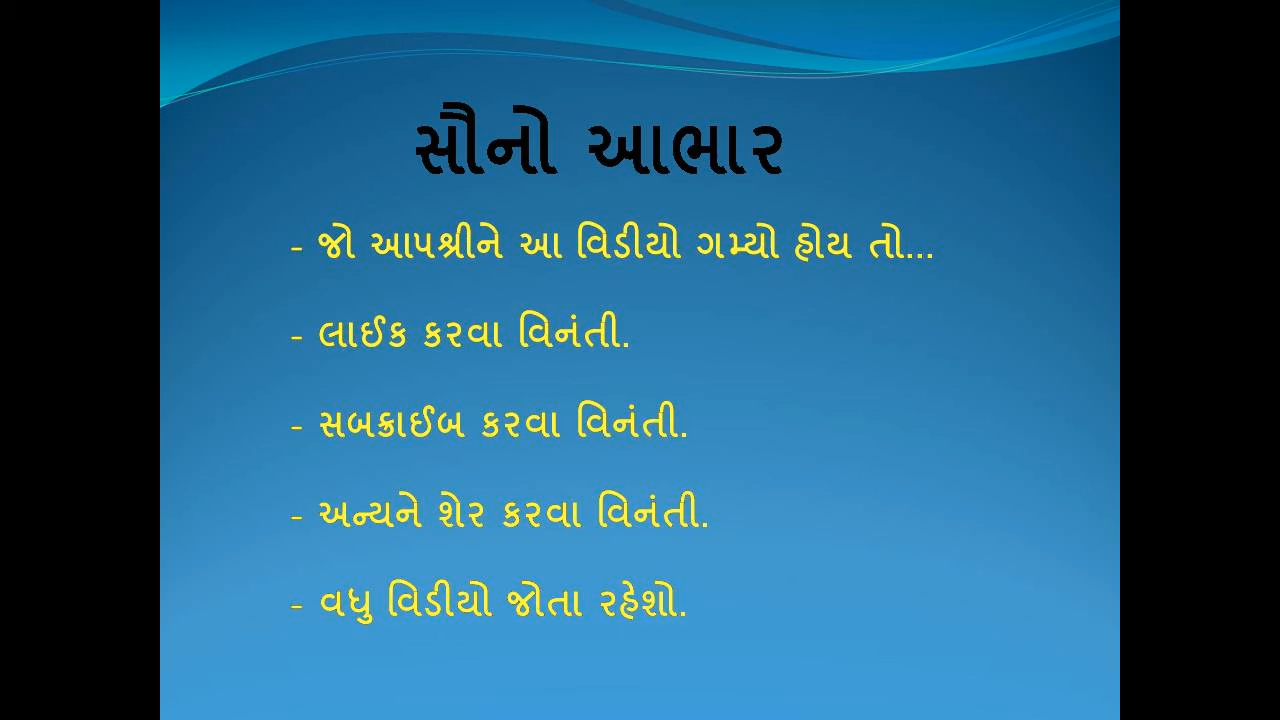 સૌનો આભાર
- જો આપશ્રીને આ વિડીયો ગમ્યો હોય તો...
- લાઈક કરવા વિનંતી.
- સબક્રાઈબ કરવા વિનંતી.
- અન્યને શેર કરવા વિનંતી.
- વધુ વિડીયો જોતા રહેશો.